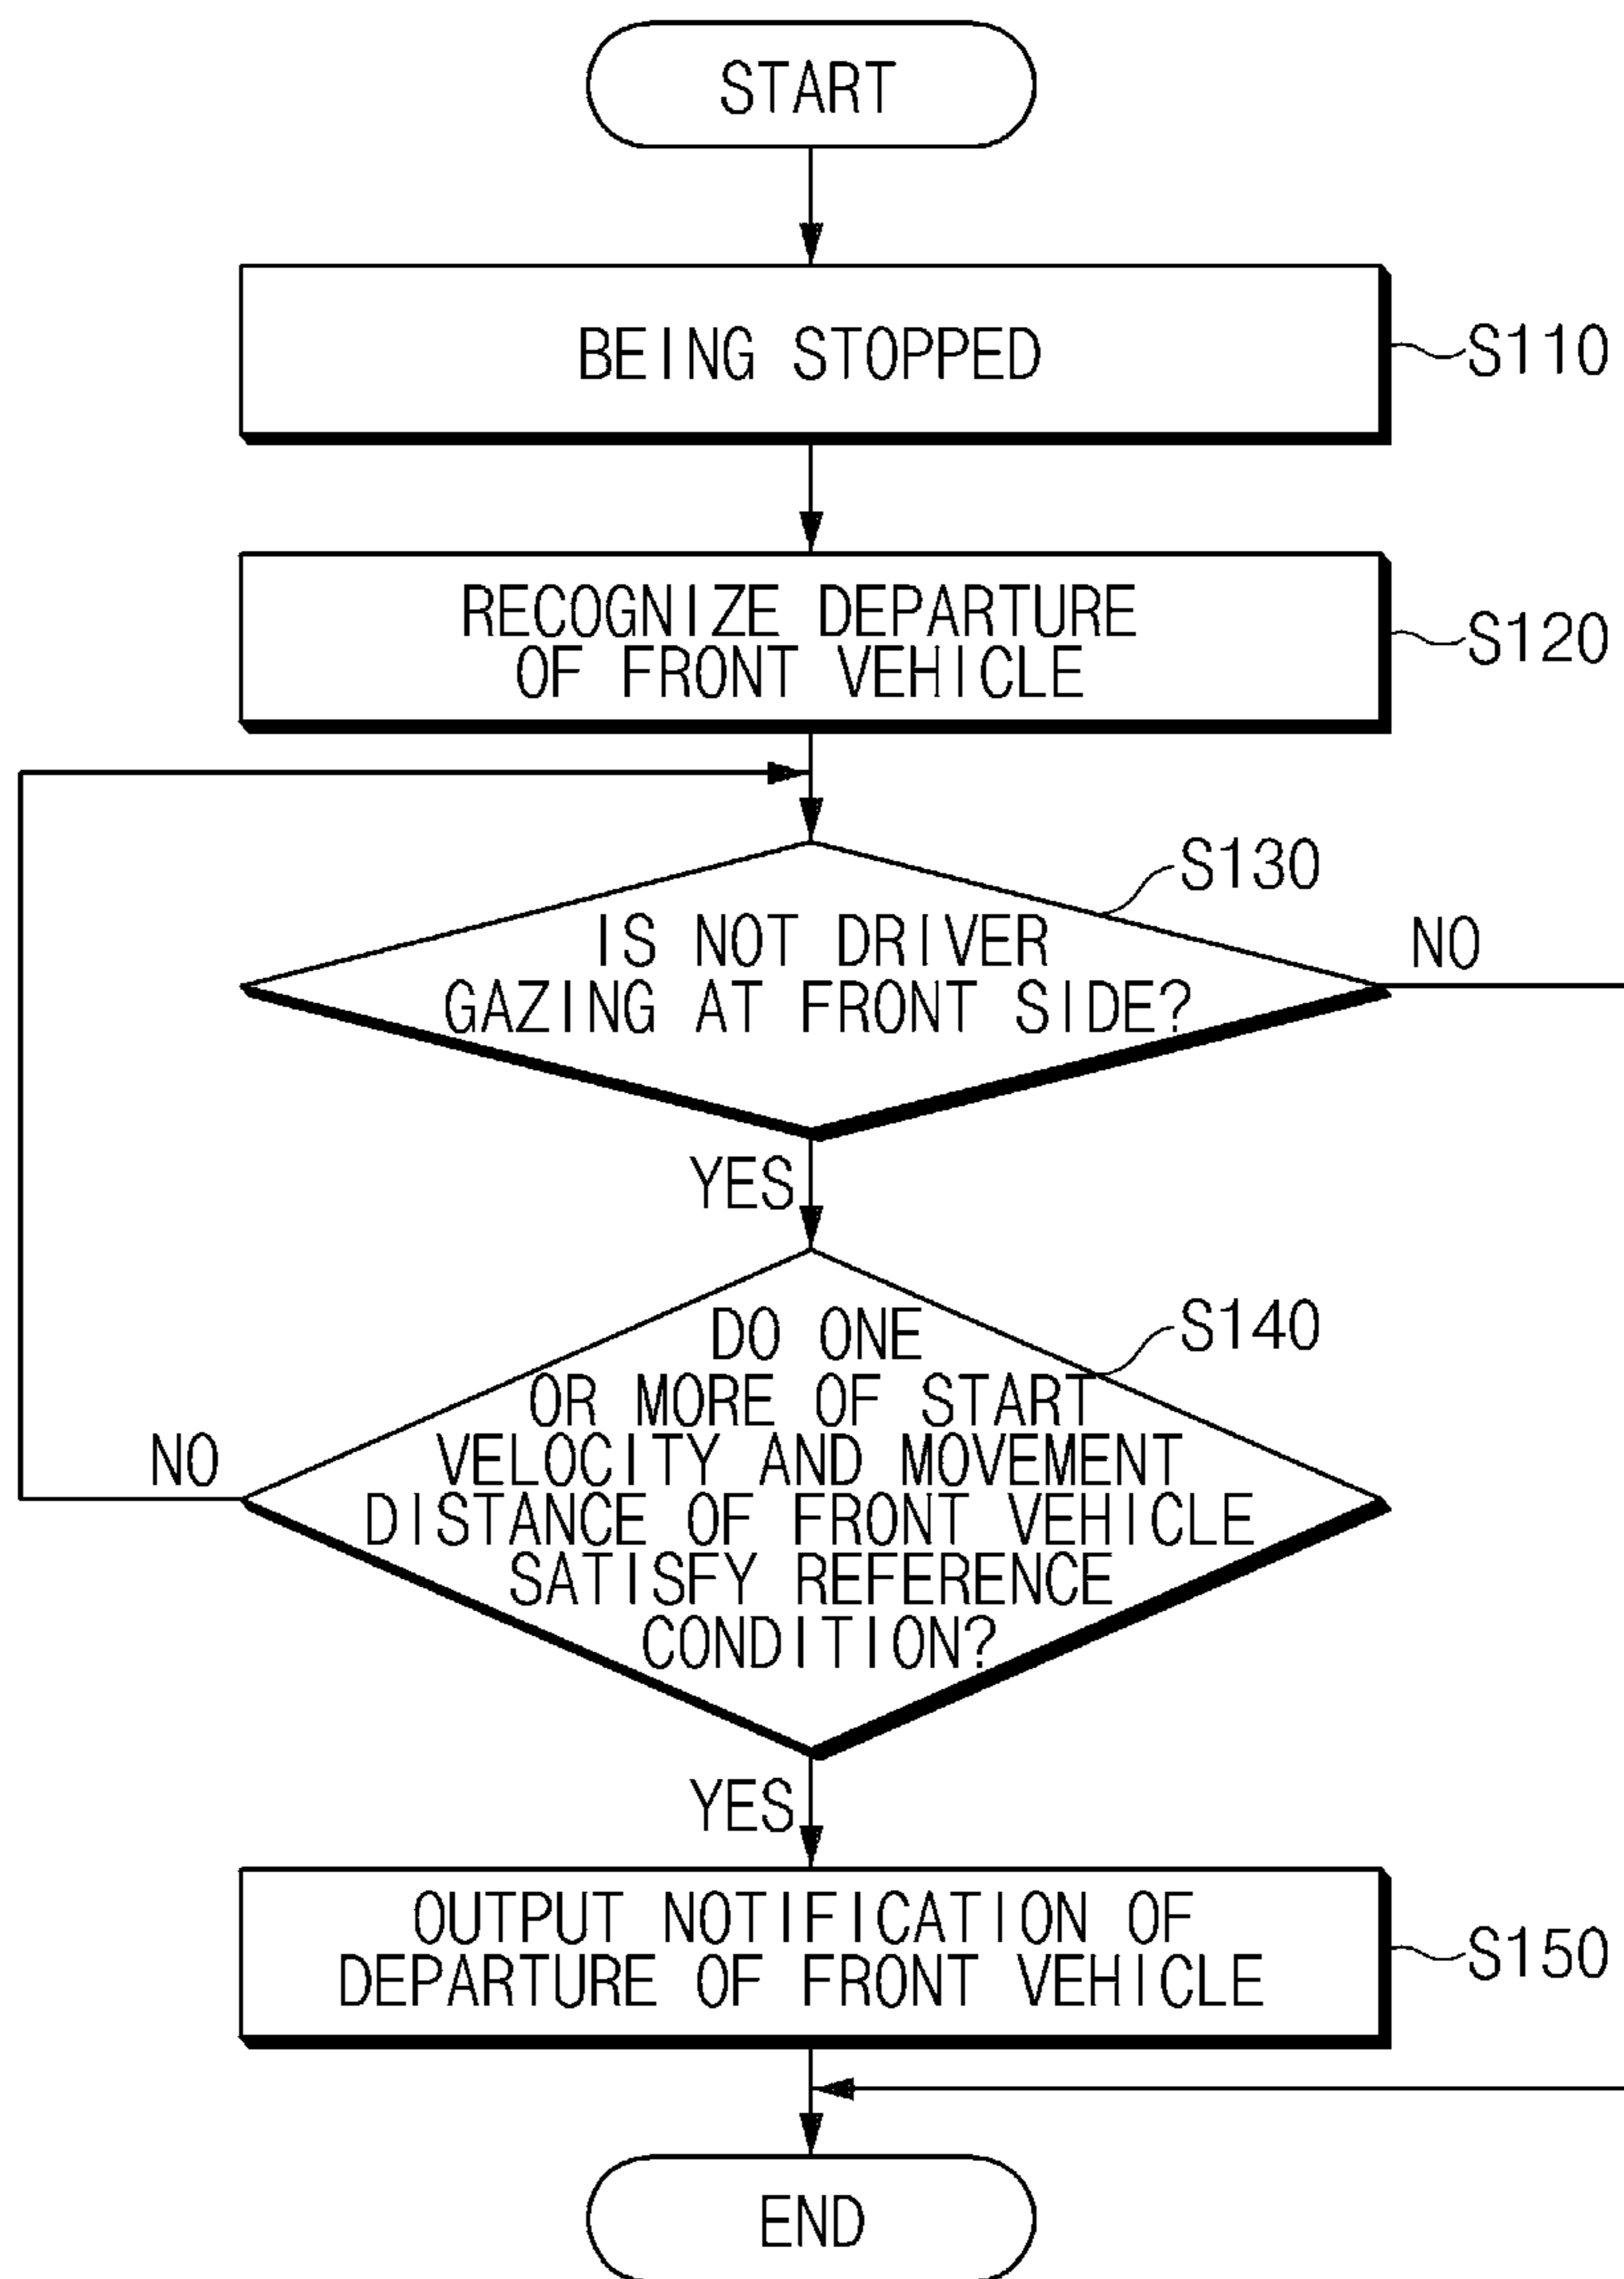 START
BEING STOPPED
S110
RECOGNIZE DEPARTURE
OF FRONT VEHICLE
S120
S130
IS NOT DRIVER
GAZING AT FRONT SIDE?
NO
YES
S140
DO ONE
OR MORE OF START
VELOCITY AND MOVEMENT
DISTANCE OF FRONT VEHICLE
SATISFY REFERENCE
CONDITION?
NO
YES
OUTPUT NOTIFICATION OF
DEPARTURE OF FRONT VEHICLE
S150
END